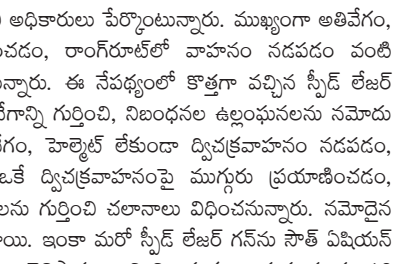 అధికారులు పేర్కొంటున్నారు. ముఖ్యంగా అతివేగం,
చడం, రాంగ్‌రూట్‌లో వాహనం నడపడం వంటి
న్నారు. ఈ నేపథ్యంలో కొత్తగా వచ్చిన స్పీడ్ లేజర్
వేగాన్ని గుర్తించి, నిబంధనల ఉల్లంఘనలను నమోదు
గం, హెల్మెట్ లేకుండా ద్విచక్రవాహనం నడపడం,
ఒకే ద్విచక్రవాహనంపై ముగ్గురు ప్రయాణించడం,
లను గుర్తించి చలానాలు విధించనున్నారు. నమోదైన
యి. ఇంకా మరో స్పీడ్ లేజర్ గన్‌ను సౌత్ ఏషియన్